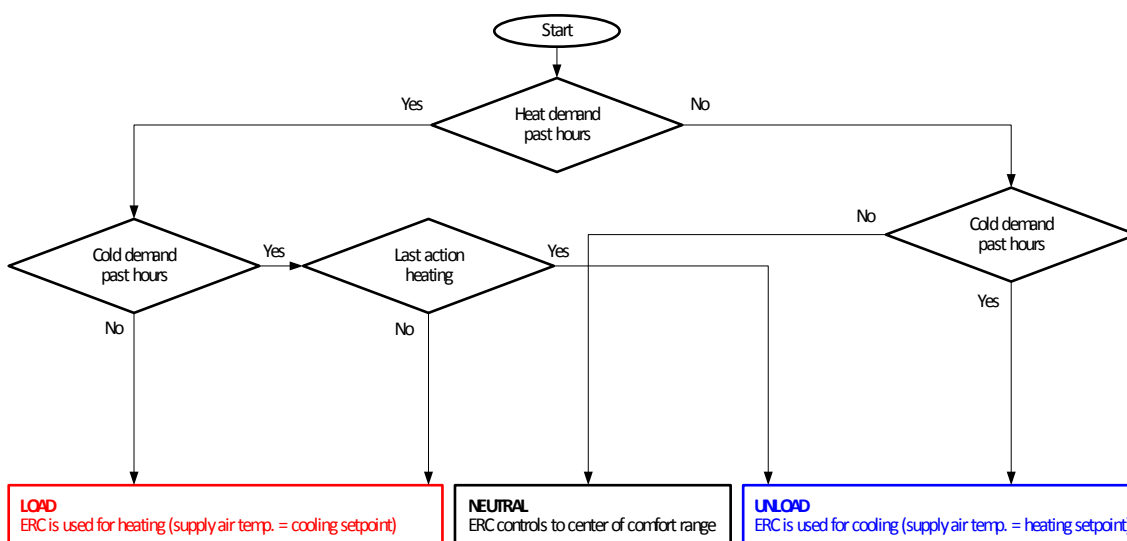 Start
Yes
No
Heat demand
past hours
No
Cold demand
past hours
Cold demand
past hours
Yes
Last action
heating
Yes
Yes
No
No
LOAD
ERC is used for heating (supply air temp. = cooling setpoint)
NEUTRAL
ERC controls to center of comfort range
UNLOAD
ERC is used for cooling (supply air temp. = heating setpoint)